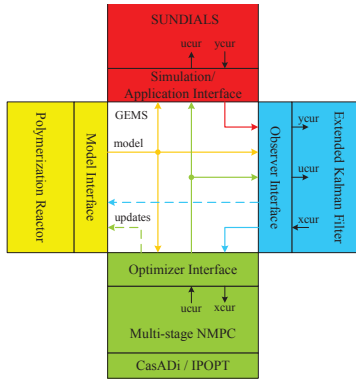 SUNDIALS
ucur ycur
Simulation/
Application Interface
GEMS
model
updates
Polymerization Reactor
Model Interface
Observer Interface
Extended Kalman Filter
ycur
ucur
xcur
Optimizer Interface
ucur xcur
Multi-stage NMPC
CasADi / IPOPT